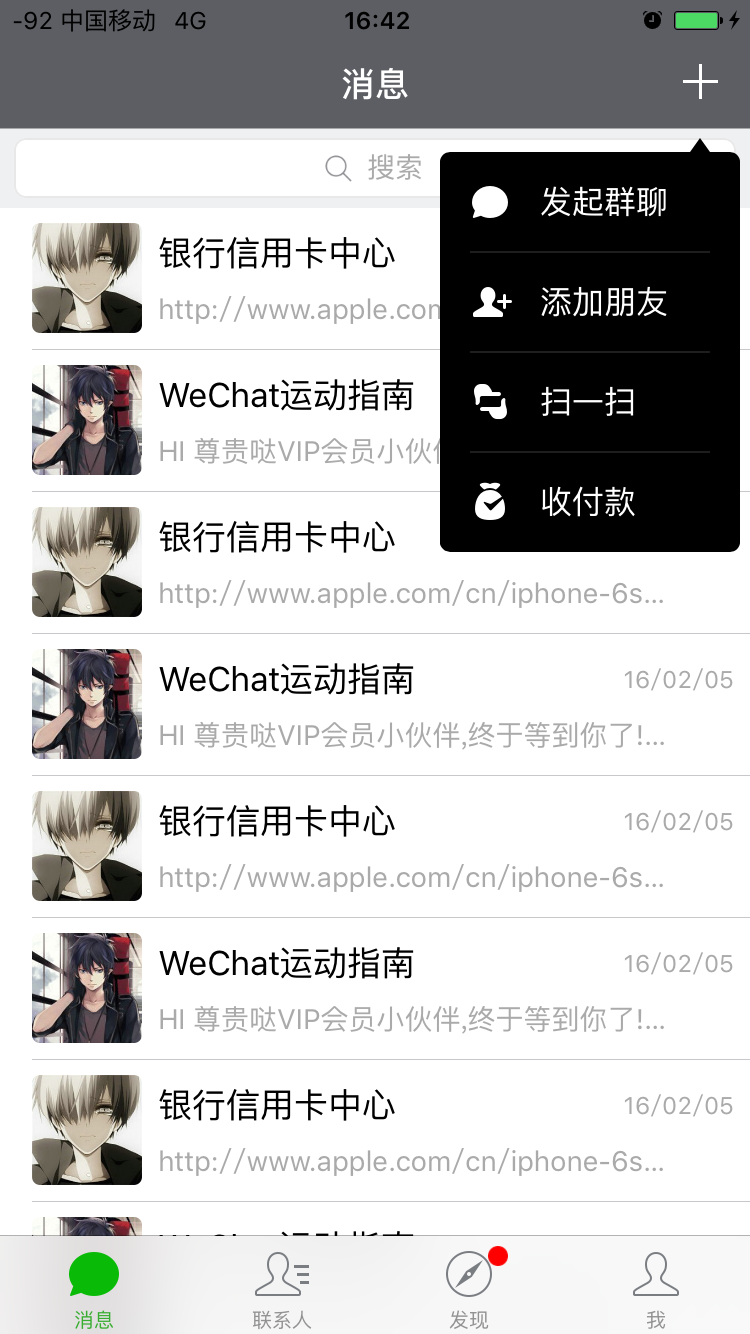 -92 中国移动 4G 16:42
消息
搜索
发起群聊
添加朋友
扫一扫
收付款
银行信用卡中心
http://www.apple.com
WeChat运动指南
HI 尊贵哒VIP会员小伙伴
银行信用卡中心
http://www.apple.com/cn/iphone-6s...
WeChat运动指南 16/02/05
HI 尊贵哒VIP会员小伙伴,终于等到你了!...
银行信用卡中心 16/02/05
http://www.apple.com/cn/iphone-6s...
WeChat运动指南 16/02/05
HI 尊贵哒VIP会员小伙伴,终于等到你了!...
银行信用卡中心 16/02/05
http://www.apple.com/cn/iphone-6s...
消息 联系人 发现 我